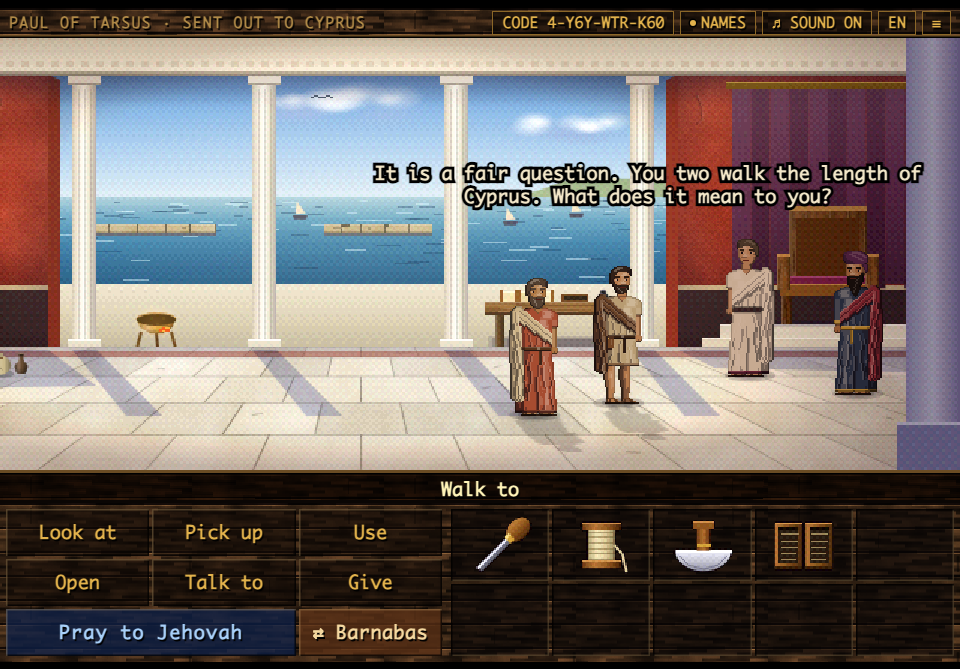 PAUL OF TARSUS · SENT OUT TO CYPRUS
CODE 4-Y6Y-WTR-K60
• NAMES
♬ SOUND ON
EN
≡
It is a fair question. You two walk the length of
Cyprus. What does it mean to you?
Walk to
Look at
Pick up
Use
Open
Talk to
Give
Pray to Jehovah
⇄ Barnabas